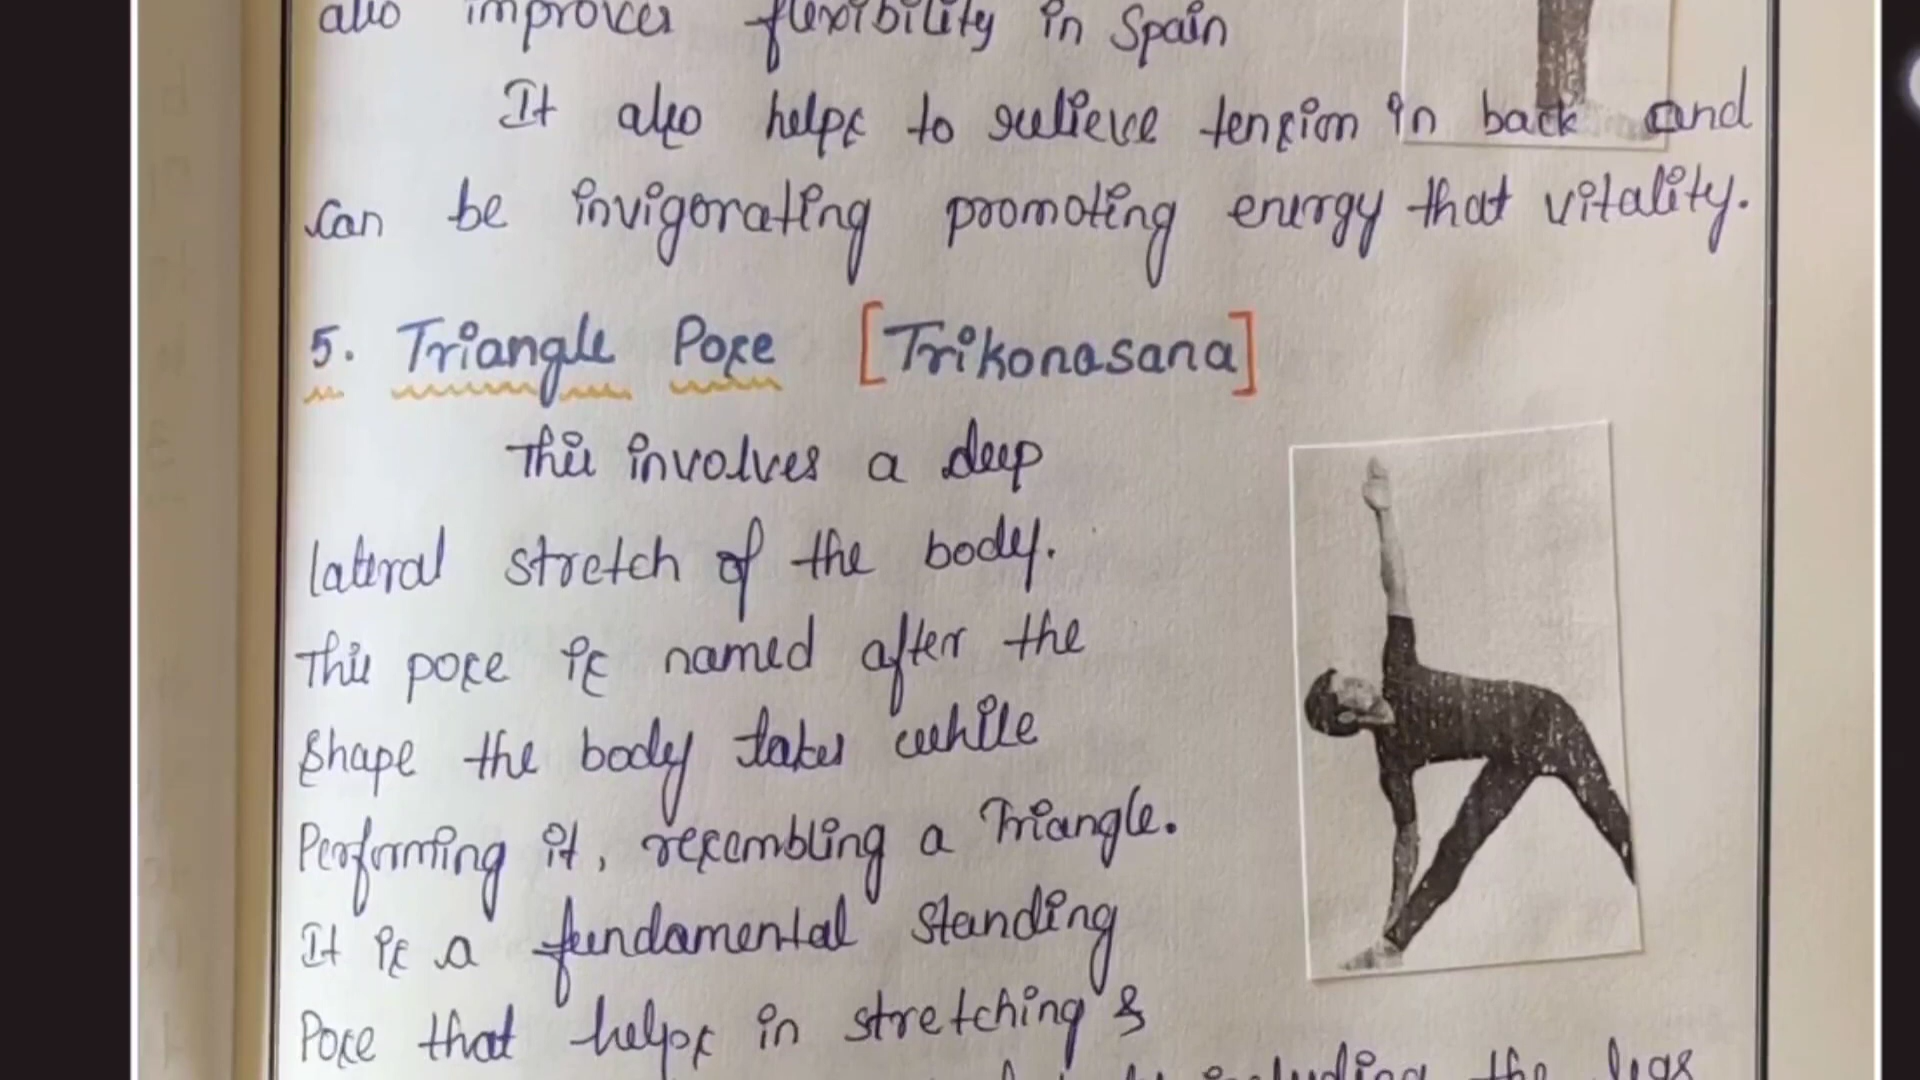 also improves flexibility in Spain
It also helps to relieve tension in back and
can be invigorating promoting energy that vitality.
5. Triangle Pose [Trikonasana]
This involves a deep
lateral stretch of the body.
This pose is named after the
shape the body takes while
Performing it, resembling a Triangle.
It is a fundamental standing
Pose that helps in stretching &
including the legs